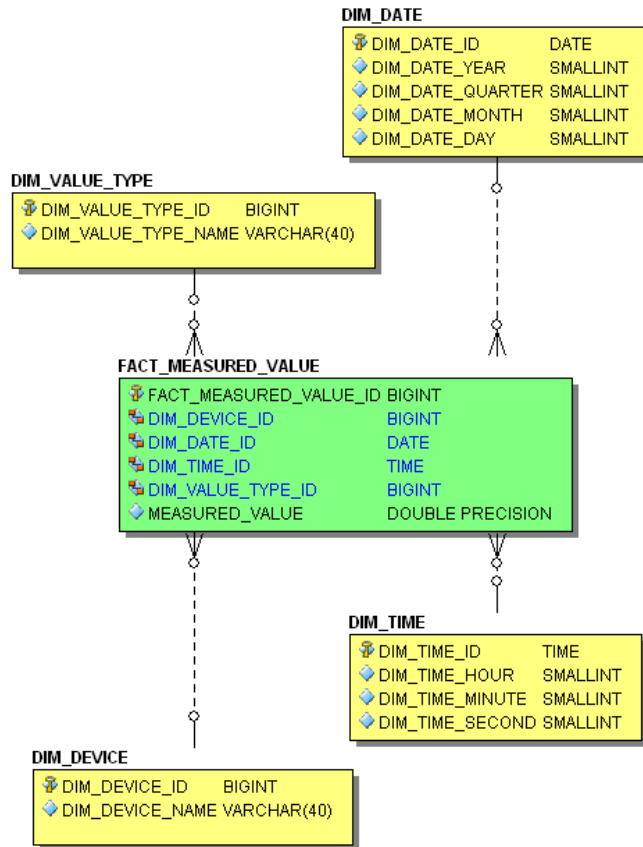 DIM_DATE
DIM_DATE_ID DATE
DIM_DATE_YEAR SMALLINT
DIM_DATE_QUARTER SMALLINT
DIM_DATE_MONTH SMALLINT
DIM_DATE_DAY SMALLINT
DIM_VALUE_TYPE
DIM_VALUE_TYPE_ID BIGINT
DIM_VALUE_TYPE_NAME VARCHAR(40)
FACT_MEASURED_VALUE
FACT_MEASURED_VALUE_ID BIGINT
DIM_DEVICE_ID BIGINT
DIM_DATE_ID DATE
DIM_TIME_ID TIME
DIM_VALUE_TYPE_ID BIGINT
MEASURED_VALUE DOUBLE PRECISION
DIM_TIME
DIM_TIME_ID TIME
DIM_TIME_HOUR SMALLINT
DIM_TIME_MINUTE SMALLINT
DIM_TIME_SECOND SMALLINT
DIM_DEVICE
DIM_DEVICE_ID BIGINT
DIM_DEVICE_NAME VARCHAR(40)